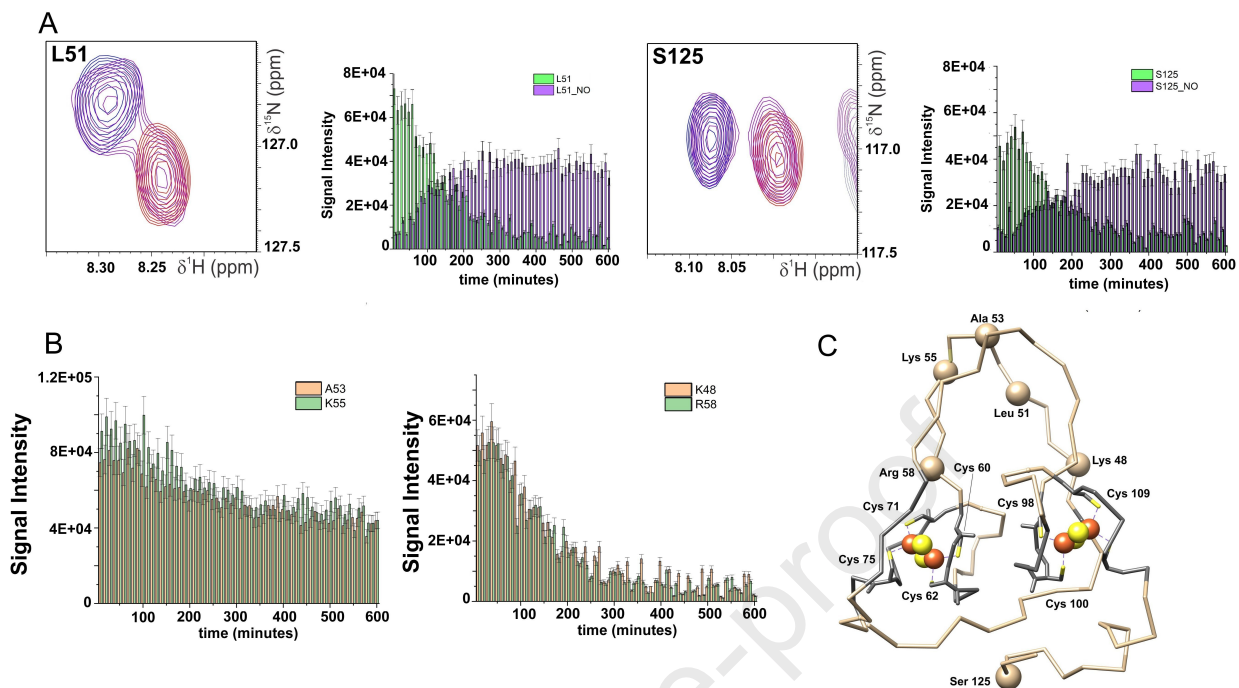 A
L51
δ¹⁵N (ppm)
127.0
127.5
8.30 8.25
δ¹H (ppm)
8E+04
6E+04
4E+04
2E+04
0
Signal Intensity
100 200 300 400 500 600
time (minutes)
L51
L51_NO
S125
δ¹⁵N (ppm)
117.0
117.5
8.10 8.05
δ¹H (ppm)
8E+04
6E+04
4E+04
2E+04
0
Signal Intensity
100 200 300 400 500 600
time (minutes)
S125
S125_NO
B
1.2E+05
8E+04
4E+04
0
Signal Intensity
100 200 300 400 500 600
time (minutes)
A53
K55
6E+04
4E+04
2E+04
0
Signal Intensity
100 200 300 400 500 600
time (minutes)
K48
R58
C
Ala 53
Lys 55
Leu 51
Arg 58
Cys 60
Lys 48
Cys 71
Cys 98
Cys 109
Cys 75
Cys 62
Cys 100
Ser 125
e-proof